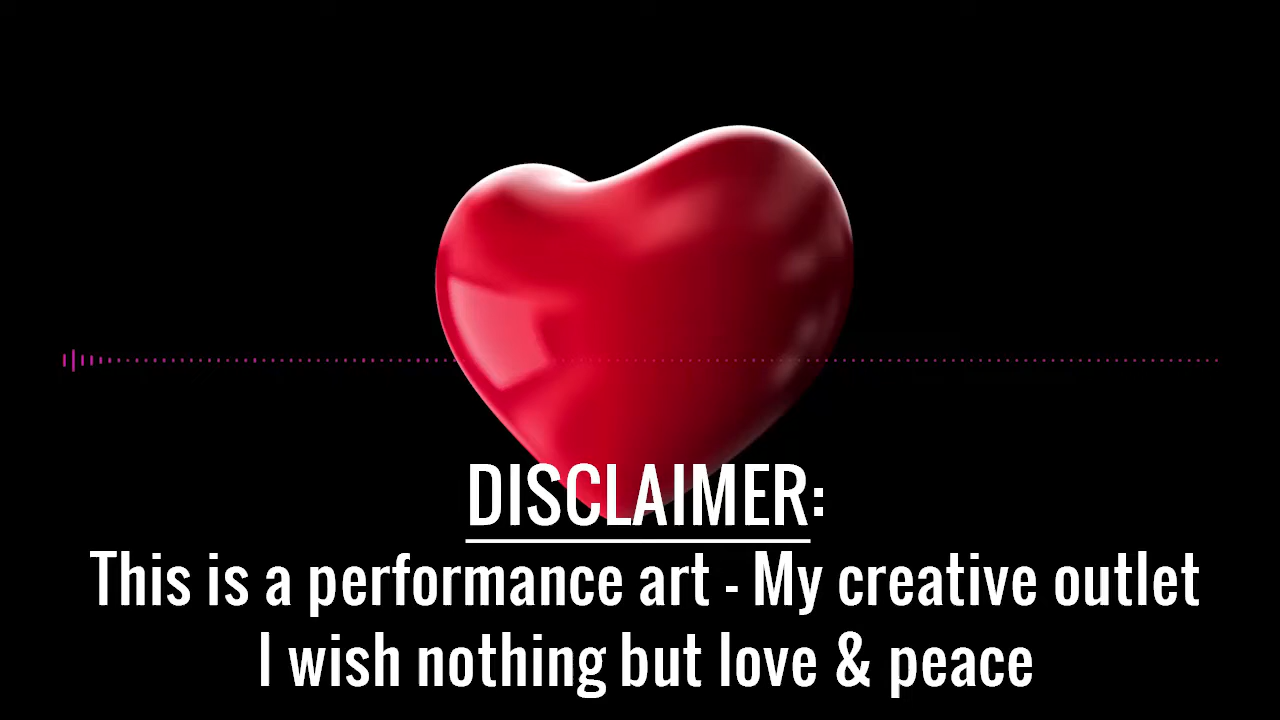 DISCLAIMER:
This is a performance art - My creative outlet
I wish nothing but love & peace